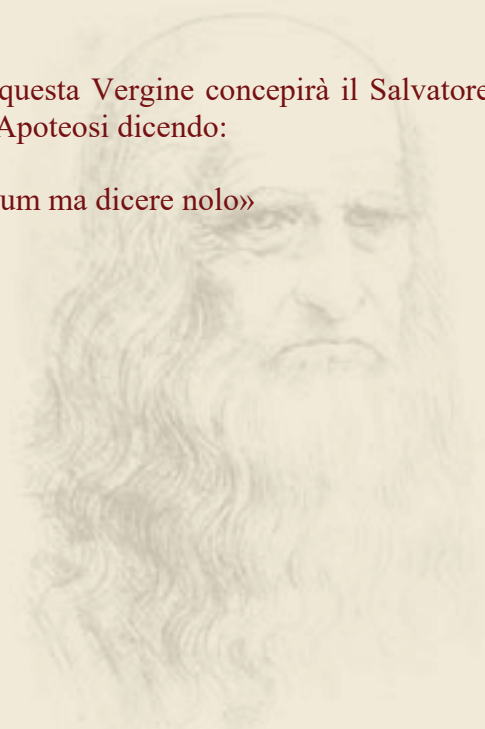 questa Vergine concepirà il Salvatore
Apoteosi dicendo:
um ma dicere nolo»